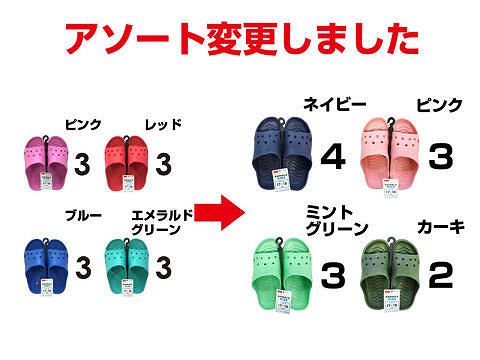 アソート変更しました
ピンク
レッド
3
3
ブルー
エメラルド
グリーン
3
3
ネイビー
ピンク
4
3
ミント
グリーン
カーキ
3
2